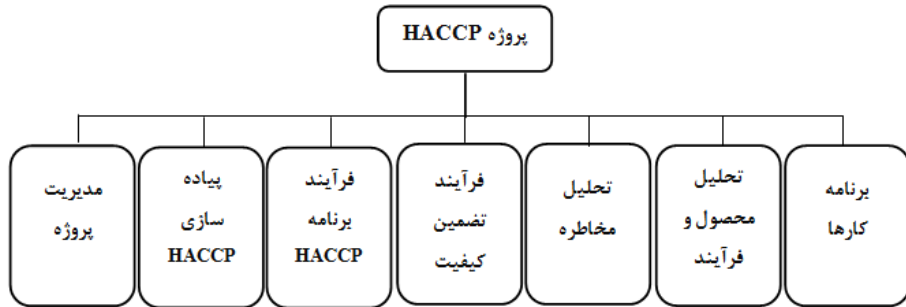 پروژه HACCP
برنامه
کارها
تحلیل
محصول و
فرآیند
تحلیل
مخاطره
فرآیند
تضمین
کیفیت
فرآیند
برنامه
HACCP
پیاده
سازی
HACCP
مدیریت
پروژه